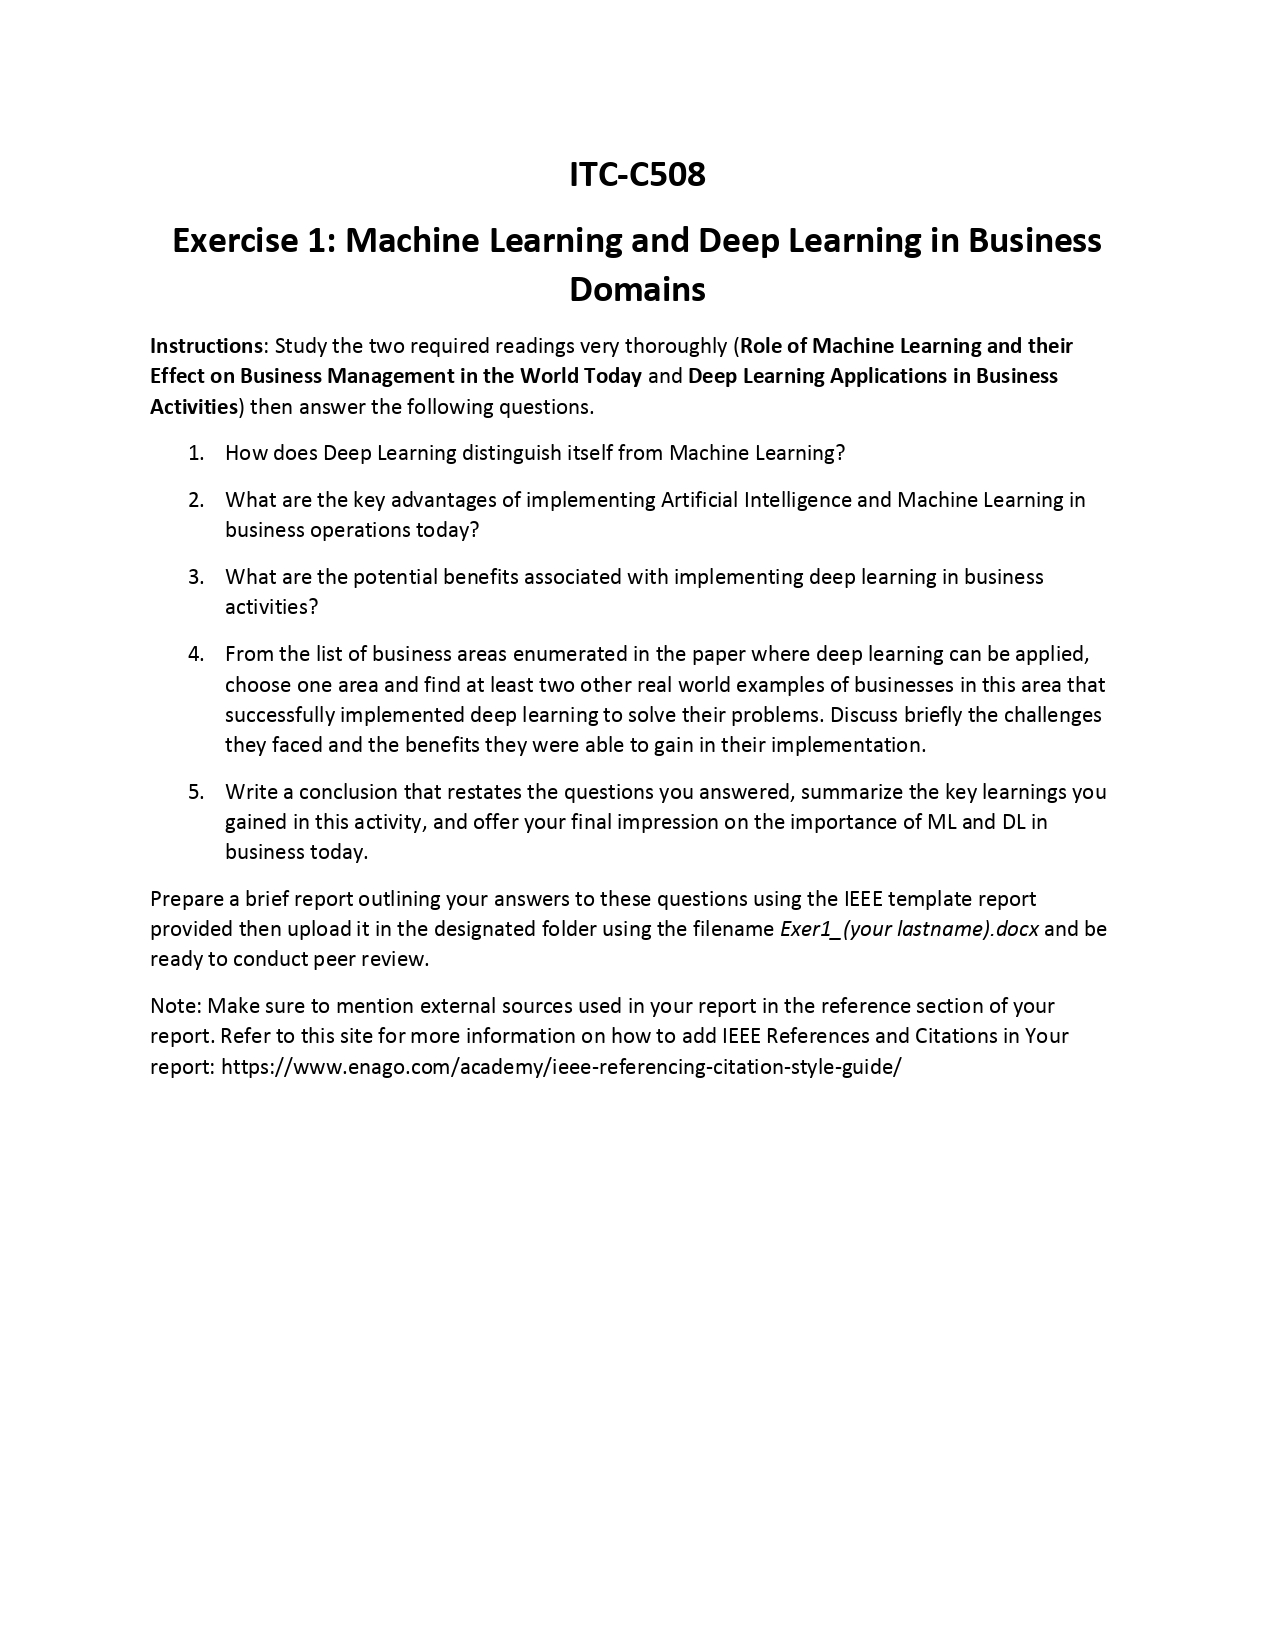 ITC-C508
Exercise 1: Machine Learning and Deep Learning in Business
Domains
Instructions: Study the two required readings very thoroughly (Role of Machine Learning and their
Effect on Business Management in the World Today and Deep Learning Applications in Business
Activities) then answer the following questions.
1. How does Deep Learning distinguish itself from Machine Learning?
2. What are the key advantages of implementing Artificial Intelligence and Machine Learning in
business operations today?
3. What are the potential benefits associated with implementing deep learning in business
activities?
4. From the list of business areas enumerated in the paper where deep learning can be applied,
choose one area and find at least two other real world examples of businesses in this area that
successfully implemented deep learning to solve their problems. Discuss briefly the challenges
they faced and the benefits they were able to gain in their implementation.
5. Write a conclusion that restates the questions you answered, summarize the key learnings you
gained in this activity, and offer your final impression on the importance of ML and DL in
business today.
Prepare a brief report outlining your answers to these questions using the IEEE template report
provided then upload it in the designated folder using the filename Exer1_(your lastname).docx and be
ready to conduct peer review.
Note: Make sure to mention external sources used in your report in the reference section of your
report. Refer to this site for more information on how to add IEEE References and Citations in Your
report: https://www.enago.com/academy/ieee-referencing-citation-style-guide/